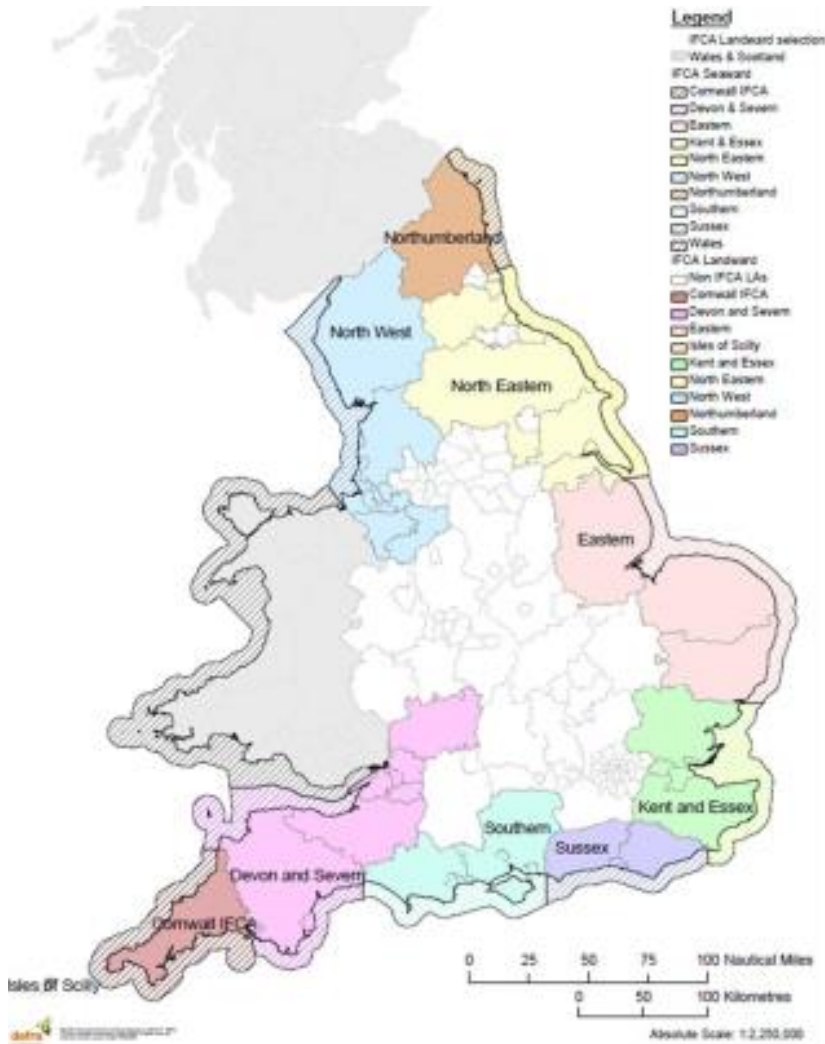 Legend
IFCA Landward selection
Wales & Scotland
IFCA Seaward
Cornwall IFCA
Devon & Severn
Eastern
Kent & Essex
North Eastern
North West
Northumberland
Southern
Sussex
Wales
IFCA Landward
Non IFCA LAs
Cornwall IFCA
Devon and Severn
Eastern
Isles of Scilly
Kent and Essex
North Eastern
North West
Northumberland
Southern
Sussex
Northumberland
North West
North Eastern
Eastern
Kent and Essex
Southern
Sussex
Devon and Severn
Cornwall IFCA
Isles of Scilly
0 25 50 75 100 Nautical Miles
0 50 100 Kilometres
Absolute Scale: 1:2,250,000
defra